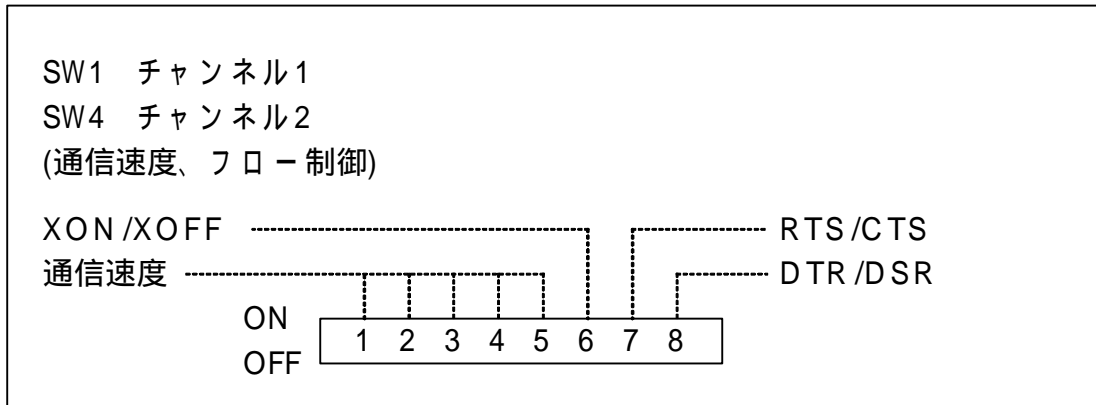 SW1 チャンネル1
SW4 チャンネル2
(通信速度、フロー制御)
XON/XOFF RTS/CTS
通信速度 DTR/DSR
ON
1 2 3 4 5 6 7 8
OFF